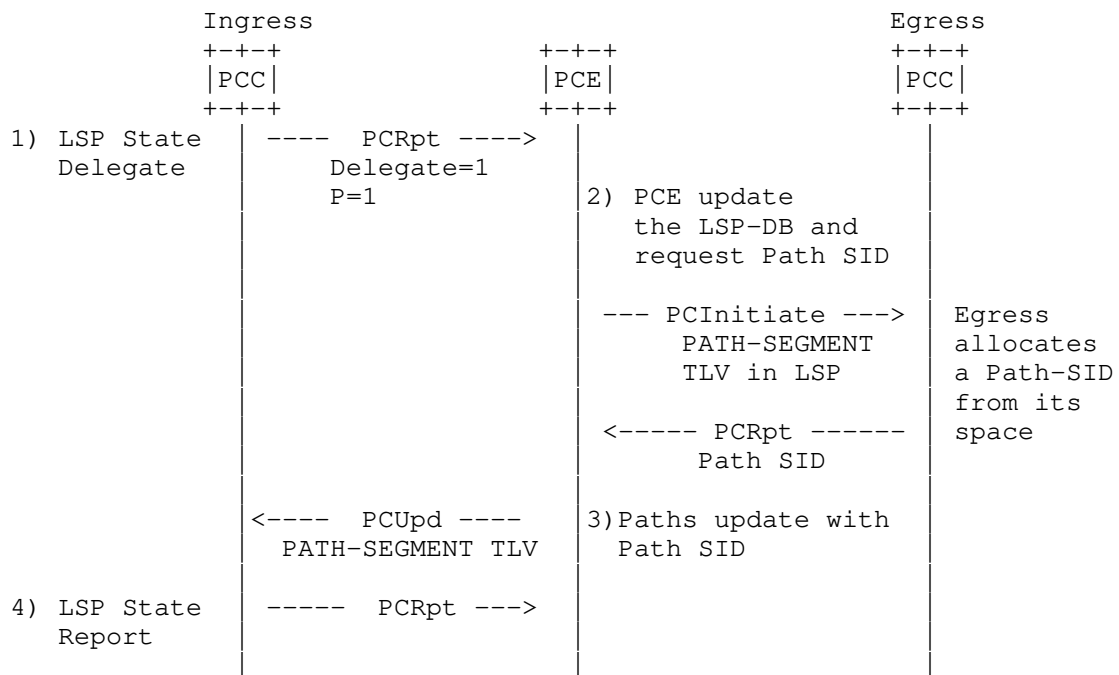 Ingress                                     Egress
            +-+-+                 +-+-+                  +-+-+
            |PCC|                 |PCE|                  |PCC|
            +-+-+                 +-+-+                  +-+-+
1) LSP State   | ---- PCRpt ---->    |                      |
   Delegate    |     Delegate=1      |                      |
               |     P=1             |2) PCE update         |
               |                     |   the LSP-DB and     |
               |                     |   request Path SID   |
               |                     |                      |
               |                     | --- PCInitiate --->  | Egress
               |                     |      PATH-SEGMENT    | allocates
               |                     |      TLV in LSP      | a Path-SID
               |                     |                      | from its
               |                     | <----- PCRpt ------  | space
               |                     |       Path SID       |
               |                     |                      |
               |<---- PCUpd ----     |3)Paths update with   |
               |  PATH-SEGMENT TLV   |  Path SID            |
               |                     |                      |
4) LSP State   | ----- PCRpt --->    |                      |
   Report      |                     |                      |
               |                     |                      |